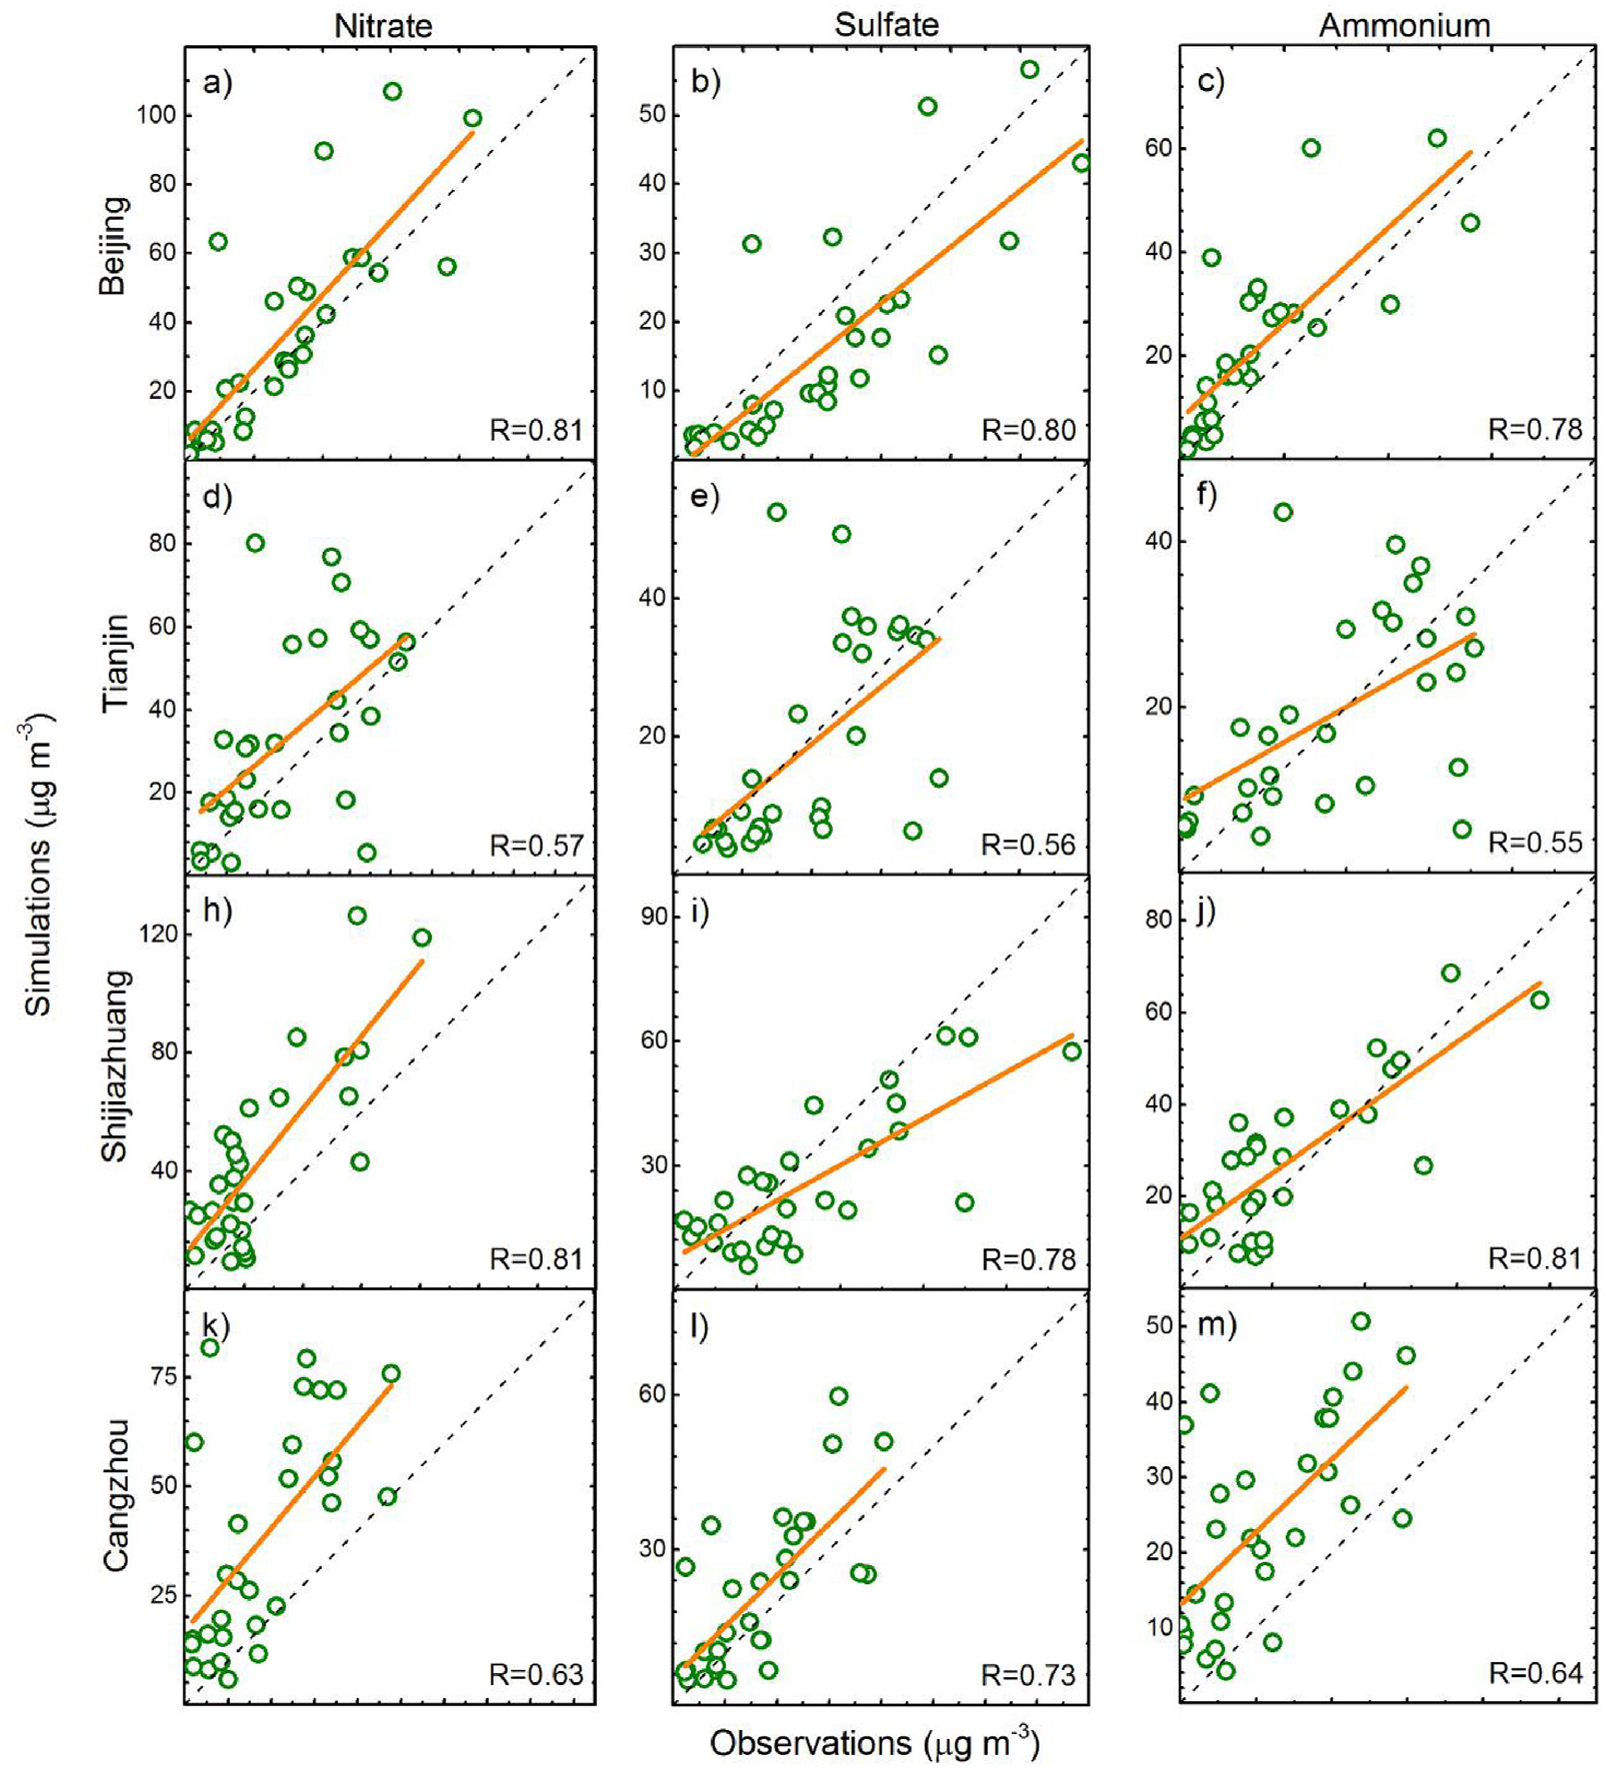 Nitrate Sulfate Ammonium
a) b) c)
100 50 60
80 40 40
60 30 20
40 20
20 10
Beijing
R=0.81 R=0.80 R=0.78
d) e) f)
80 40 40
60 20 20
40
20
Tianjin
R=0.57 R=0.56 R=0.55
h) i) j)
120 90 80
80 60 60
40 30 40
20
Shijiazhuang
R=0.81 R=0.78 R=0.81
k) l) m)
75 60 50
50 30 40
25 30
20
10
Cangzhou
R=0.63 R=0.73 R=0.64
Simulations (μg m-3)
Observations (μg m-3)